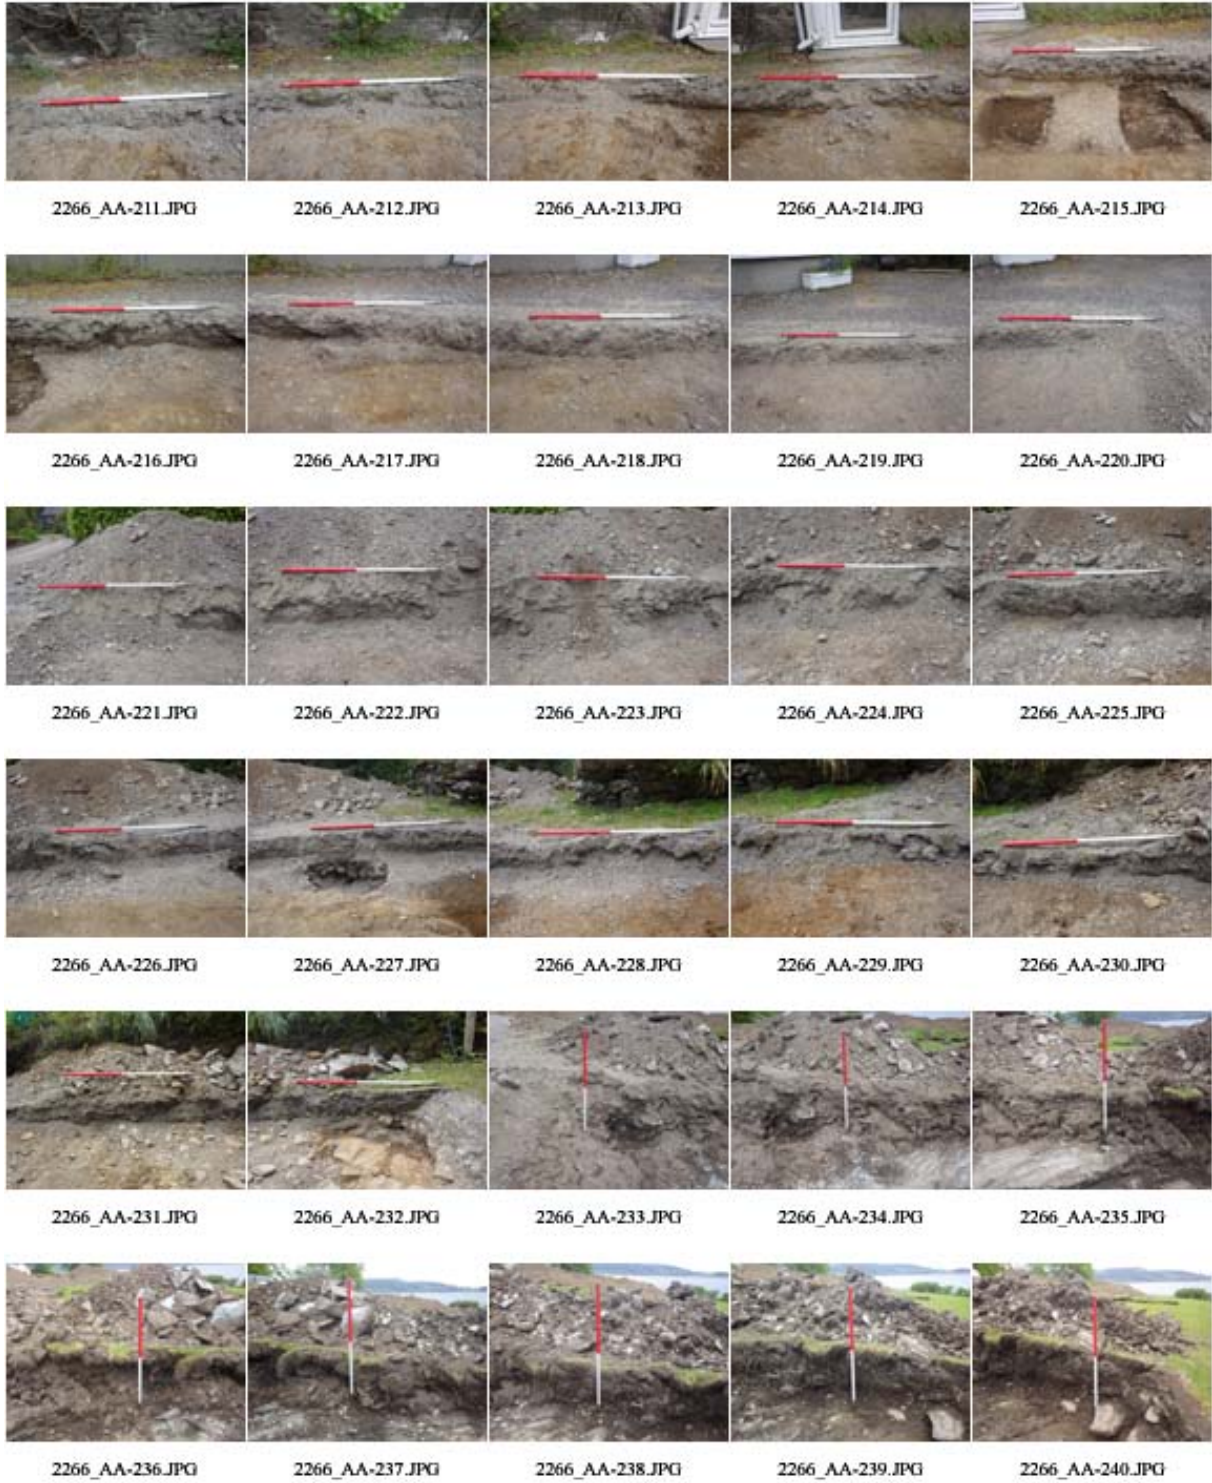 2266_AA-211.JPG 2266_AA-212.JPG 2266_AA-213.JPG 2266_AA-214.JPG 2266_AA-215.JPG
2266_AA-216.JPG 2266_AA-217.JPG 2266_AA-218.JPG 2266_AA-219.JPG 2266_AA-220.JPG
2266_AA-221.JPG 2266_AA-222.JPG 2266_AA-223.JPG 2266_AA-224.JPG 2266_AA-225.JPG
2266_AA-226.JPG 2266_AA-227.JPG 2266_AA-228.JPG 2266_AA-229.JPG 2266_AA-230.JPG
2266_AA-231.JPG 2266_AA-232.JPG 2266_AA-233.JPG 2266_AA-234.JPG 2266_AA-235.JPG
2266_AA-236.JPG 2266_AA-237.JPG 2266_AA-238.JPG 2266_AA-239.JPG 2266_AA-240.JPG